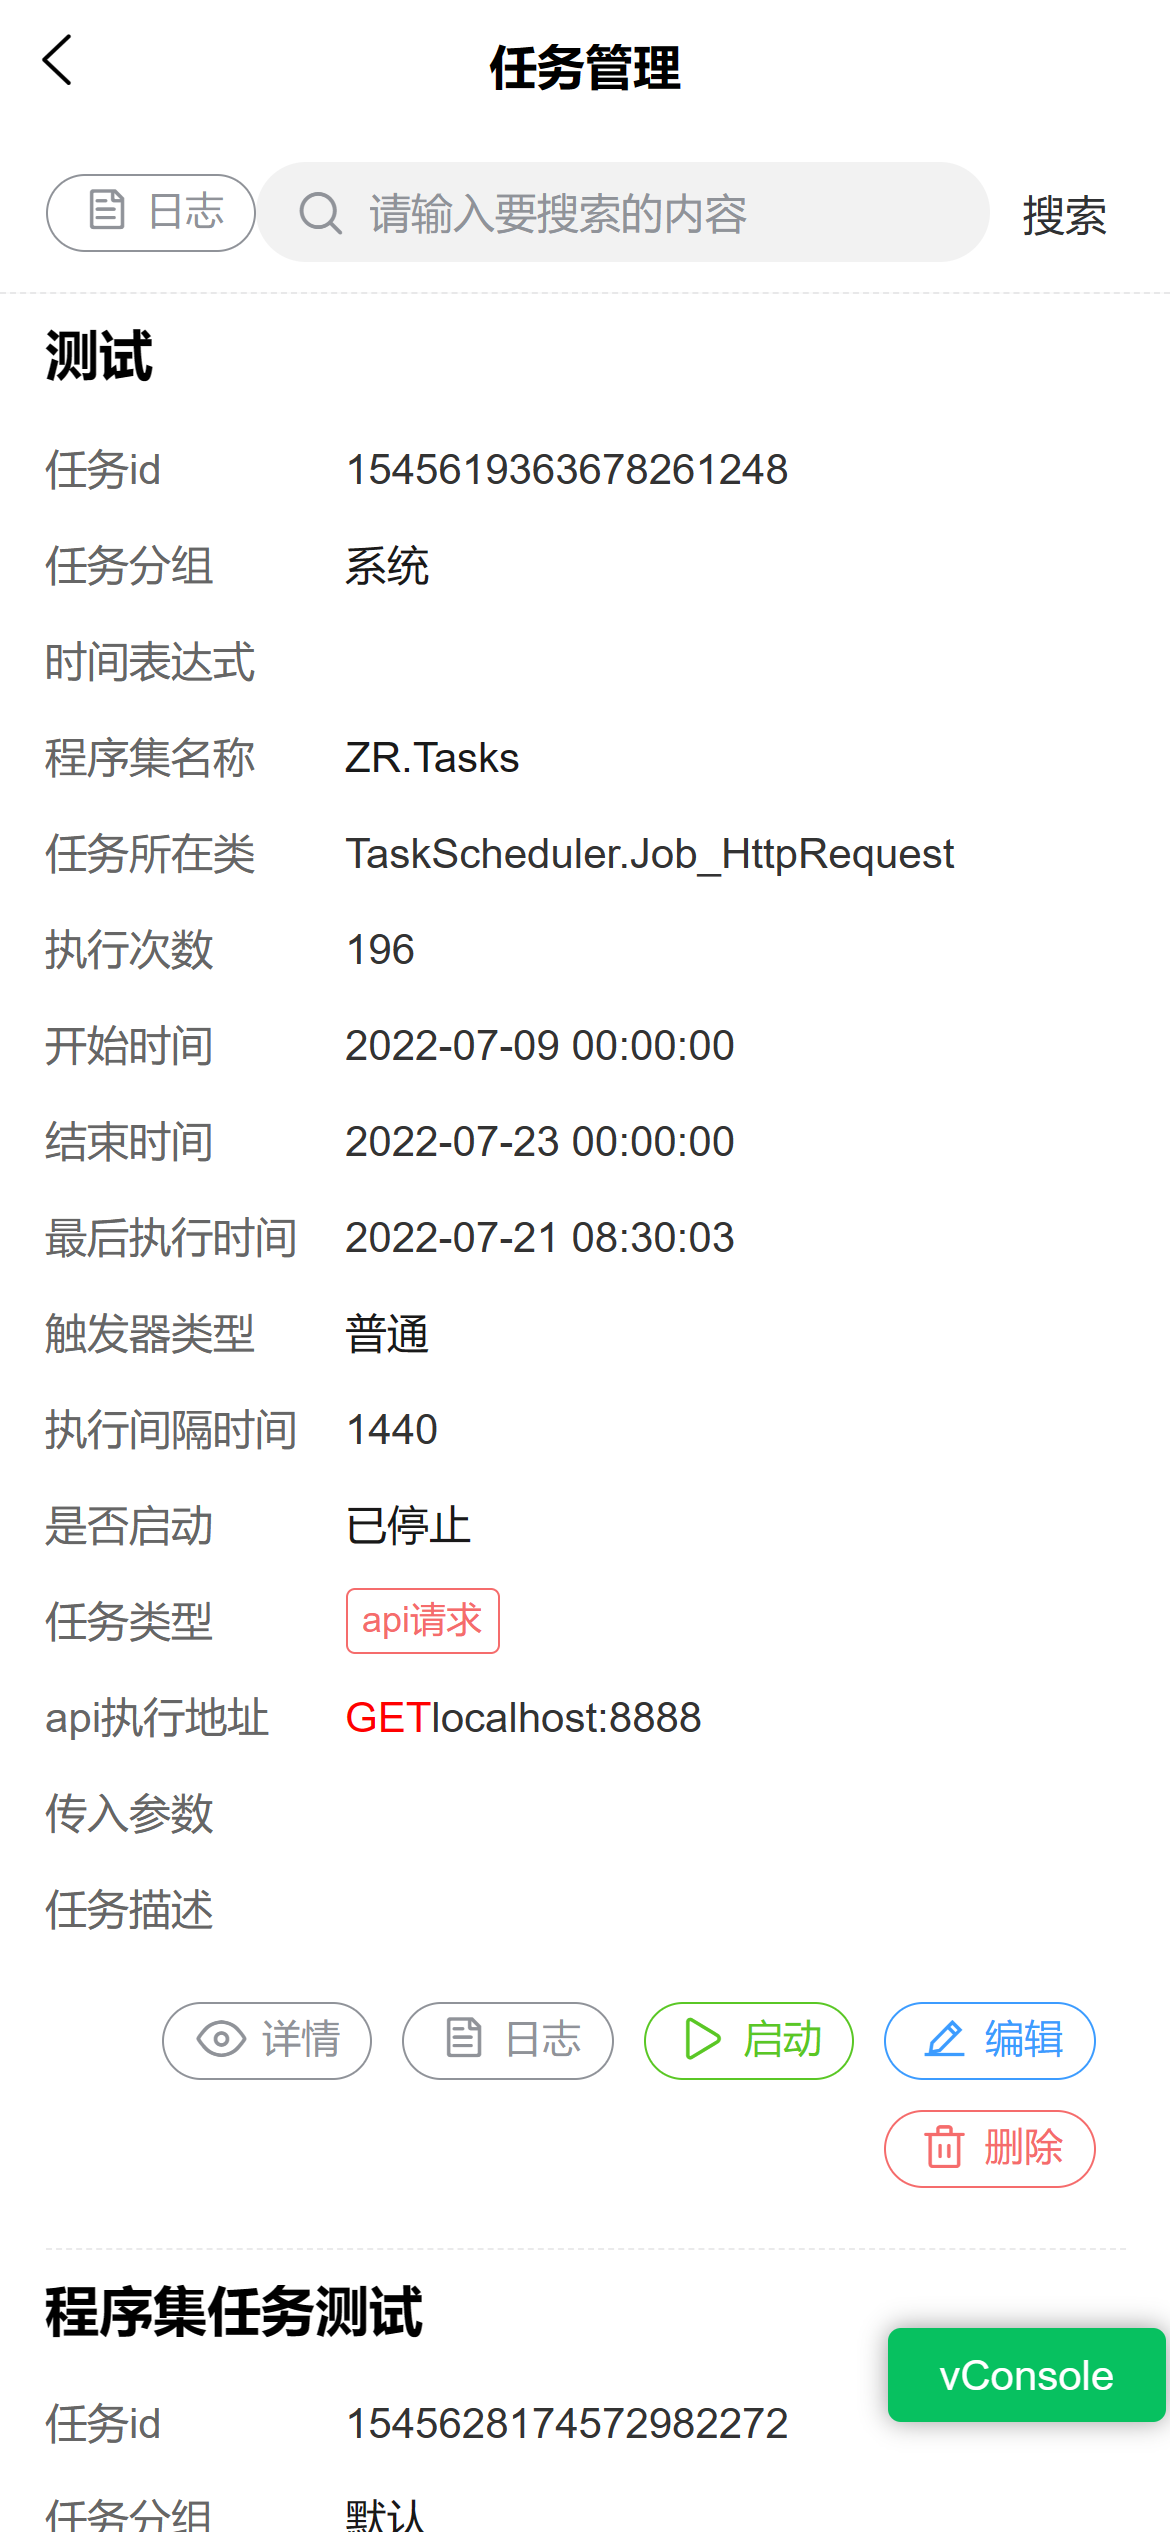 任务管理
日志 请输入要搜索的内容 搜索
测试
任务id 1545619363678261248
任务分组 系统
时间表达式
程序集名称 ZR.Tasks
任务所在类 TaskScheduler.Job_HttpRequest
执行次数 196
开始时间 2022-07-09 00:00:00
结束时间 2022-07-23 00:00:00
最后执行时间 2022-07-21 08:30:03
触发器类型 普通
执行间隔时间 1440
是否启动 已停止
任务类型 api请求
api执行地址 GETlocalhost:8888
传入参数
任务描述
详情 日志 启动 编辑
删除
程序集任务测试
vConsole
任务id 1545628174572982272
任务分组 默认